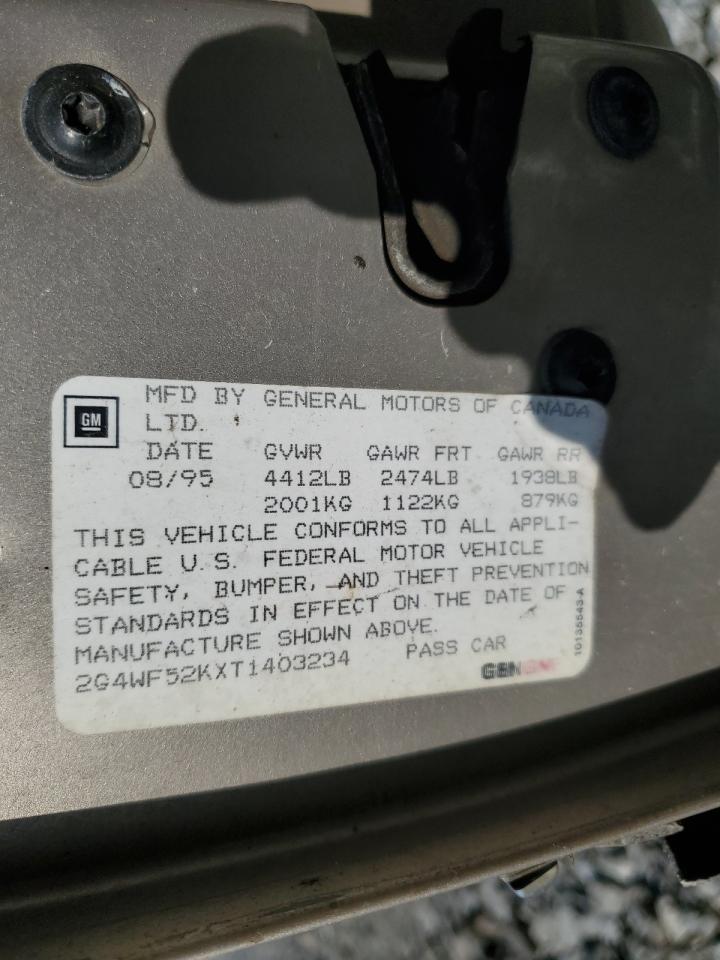 GM
MFD BY GENERAL MOTORS OF CANADA
LTD.
DATE GVWR GAWR FRT GAWR RR
08/95 4412LB 2474LB 1938LB
2001KG 1122KG 879KG
THIS VEHICLE CONFORMS TO ALL APPLI-
CABLE U.S. FEDERAL MOTOR VEHICLE
SAFETY, BUMPER, AND THEFT PREVENTION
STANDARDS IN EFFECT ON THE DATE OF
MANUFACTURE SHOWN ABOVE.
2G4WF52KXT1403234 PASS CAR
10135543-A